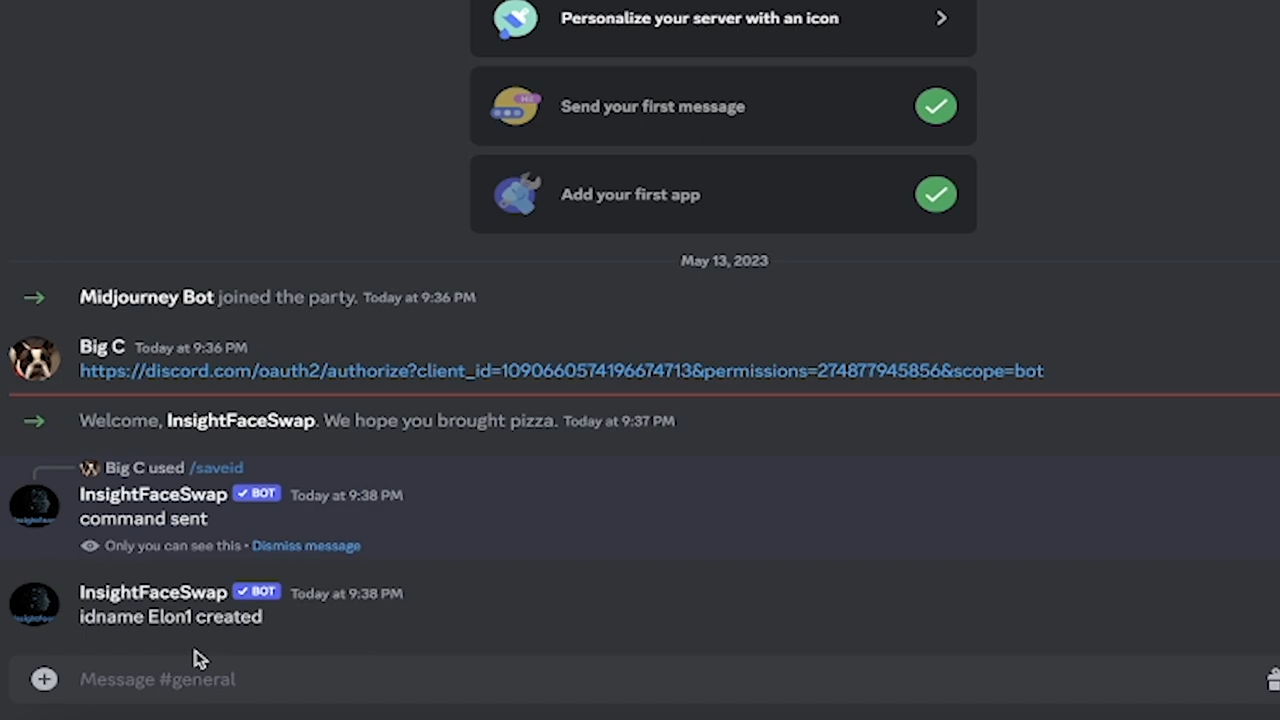 Personalize your server with an icon
Send your first message
Add your first app
May 13, 2023
Midjourney Bot joined the party. Today at 9:36 PM
Big C Today at 9:36 PM
https://discord.com/oauth2/authorize?client_id=1090660574196674713&permissions=274877945856&scope=bot
Welcome, InsightFaceSwap. We hope you brought pizza. Today at 9:37 PM
Big C used /saveid
InsightFaceSwap BOT Today at 9:38 PM
command sent
Only you can see this • Dismiss message
InsightFaceSwap BOT Today at 9:38 PM
idname Elon1 created
Message #general